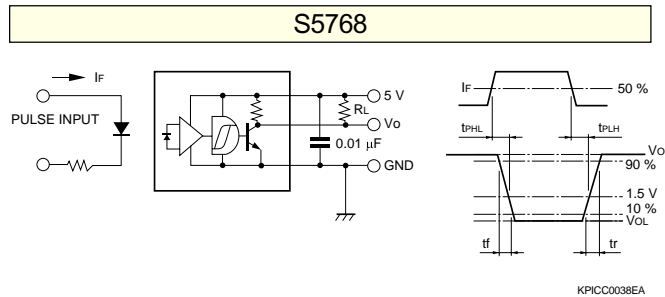 S5768
IF
PULSE INPUT
5 V
RL
Vo
0.01 µF
GND
IF
50 %
tPHL
tPLH
VO
90 %
1.5 V
10 %
VOL
tf
tr
KPICC0038EA